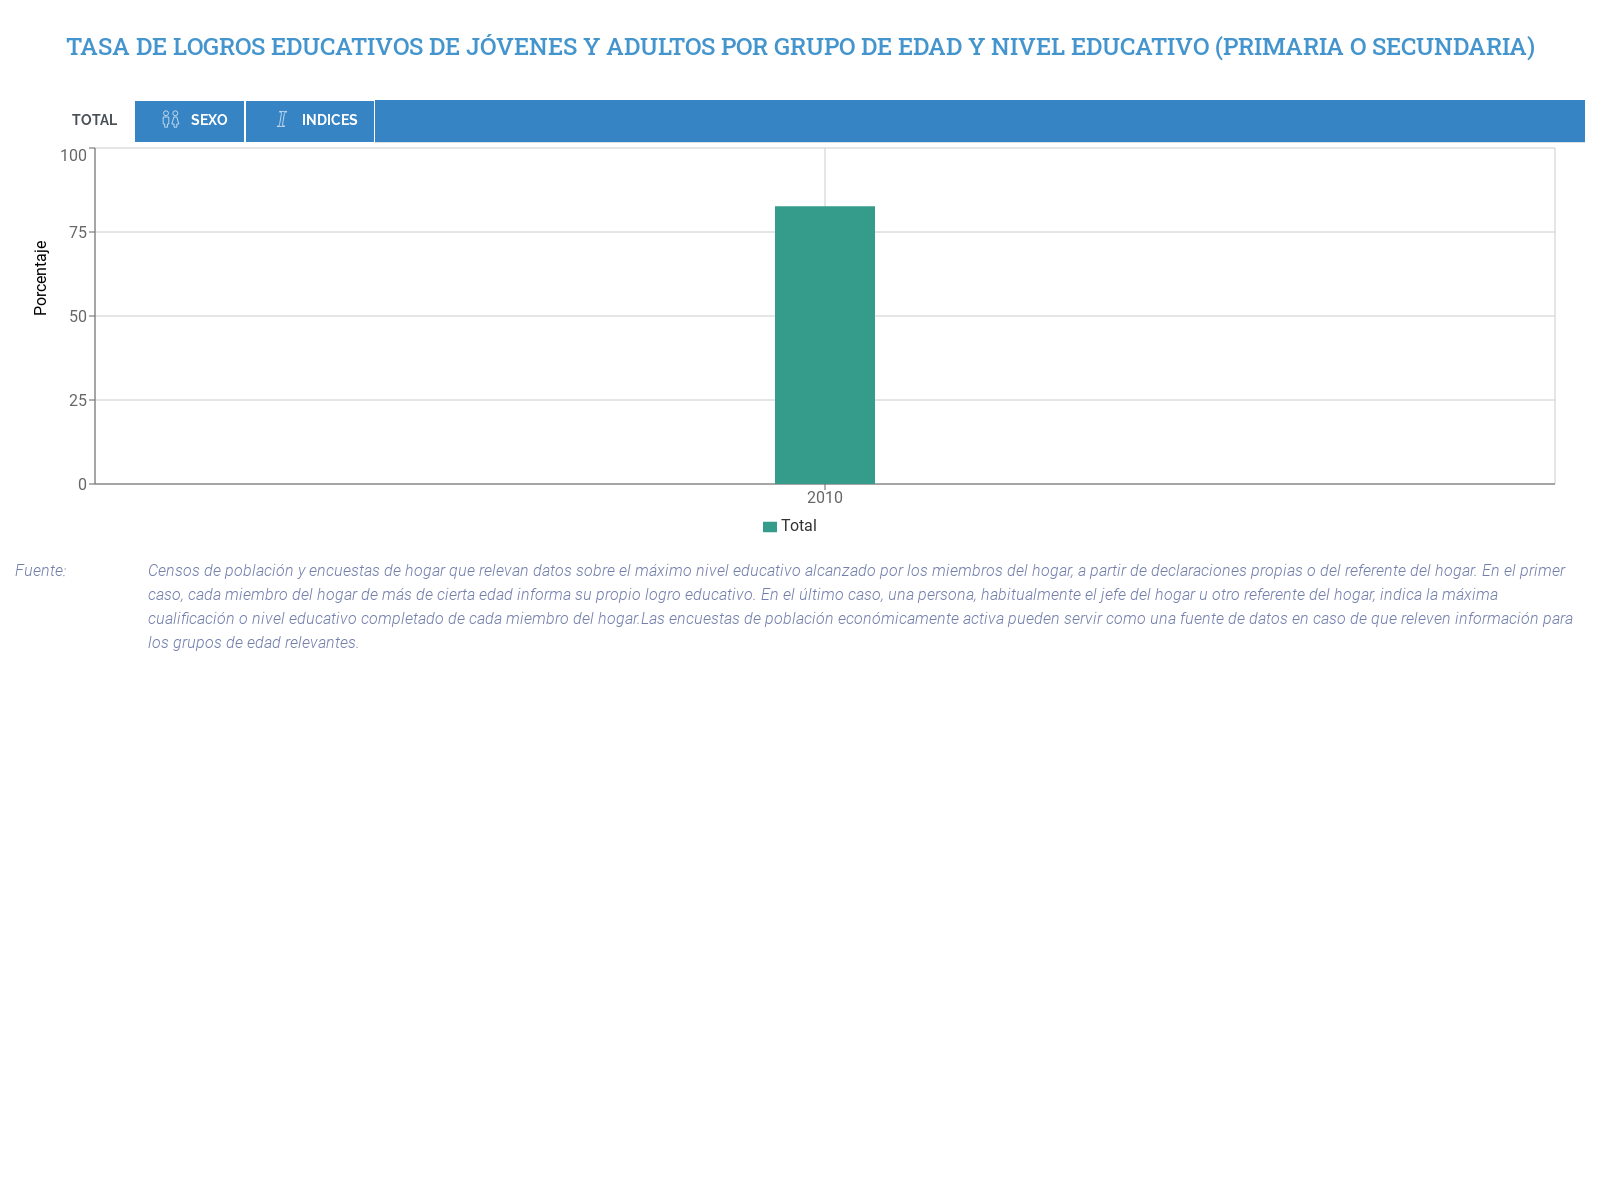 TASA DE LOGROS EDUCATIVOS DE JÓVENES Y ADULTOS POR GRUPO DE EDAD Y NIVEL EDUCATIVO (PRIMARIA O SECUNDARIA)
TOTAL SEXO INDICES
100
75
50
25
0
Porcentaje
2010
Total
Fuente: Censos de población y encuestas de hogar que relevan datos sobre el máximo nivel educativo alcanzado por los miembros del hogar, a partir de declaraciones propias o del referente del hogar. En el primer
caso, cada miembro del hogar de más de cierta edad informa su propio logro educativo. En el último caso, una persona, habitualmente el jefe del hogar u otro referente del hogar, indica la máxima
cualificación o nivel educativo completado de cada miembro del hogar.Las encuestas de población económicamente activa pueden servir como una fuente de datos en caso de que releven información para
los grupos de edad relevantes.